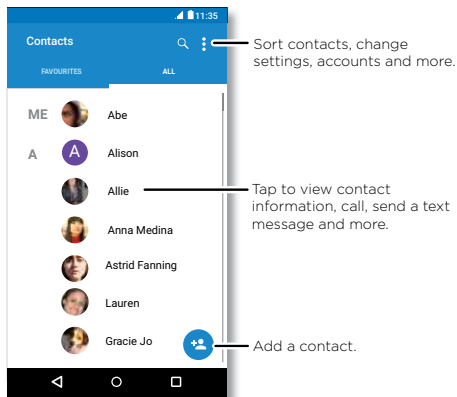 11:35
Contacts
FAVOURITES ALL
ME Abe
A A Alison
Allie
Anna Medina
Astrid Fanning
Lauren
Gracie Jo
Sort contacts, change
settings, accounts and more.
Tap to view contact
information, call, send a text
message and more.
Add a contact.